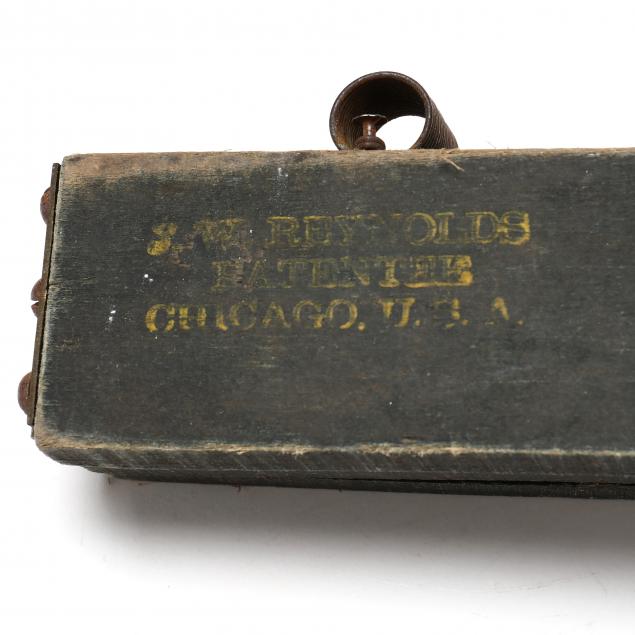 J. W. REYNOLDS
PATENTEE
CHICAGO, U. S. A.